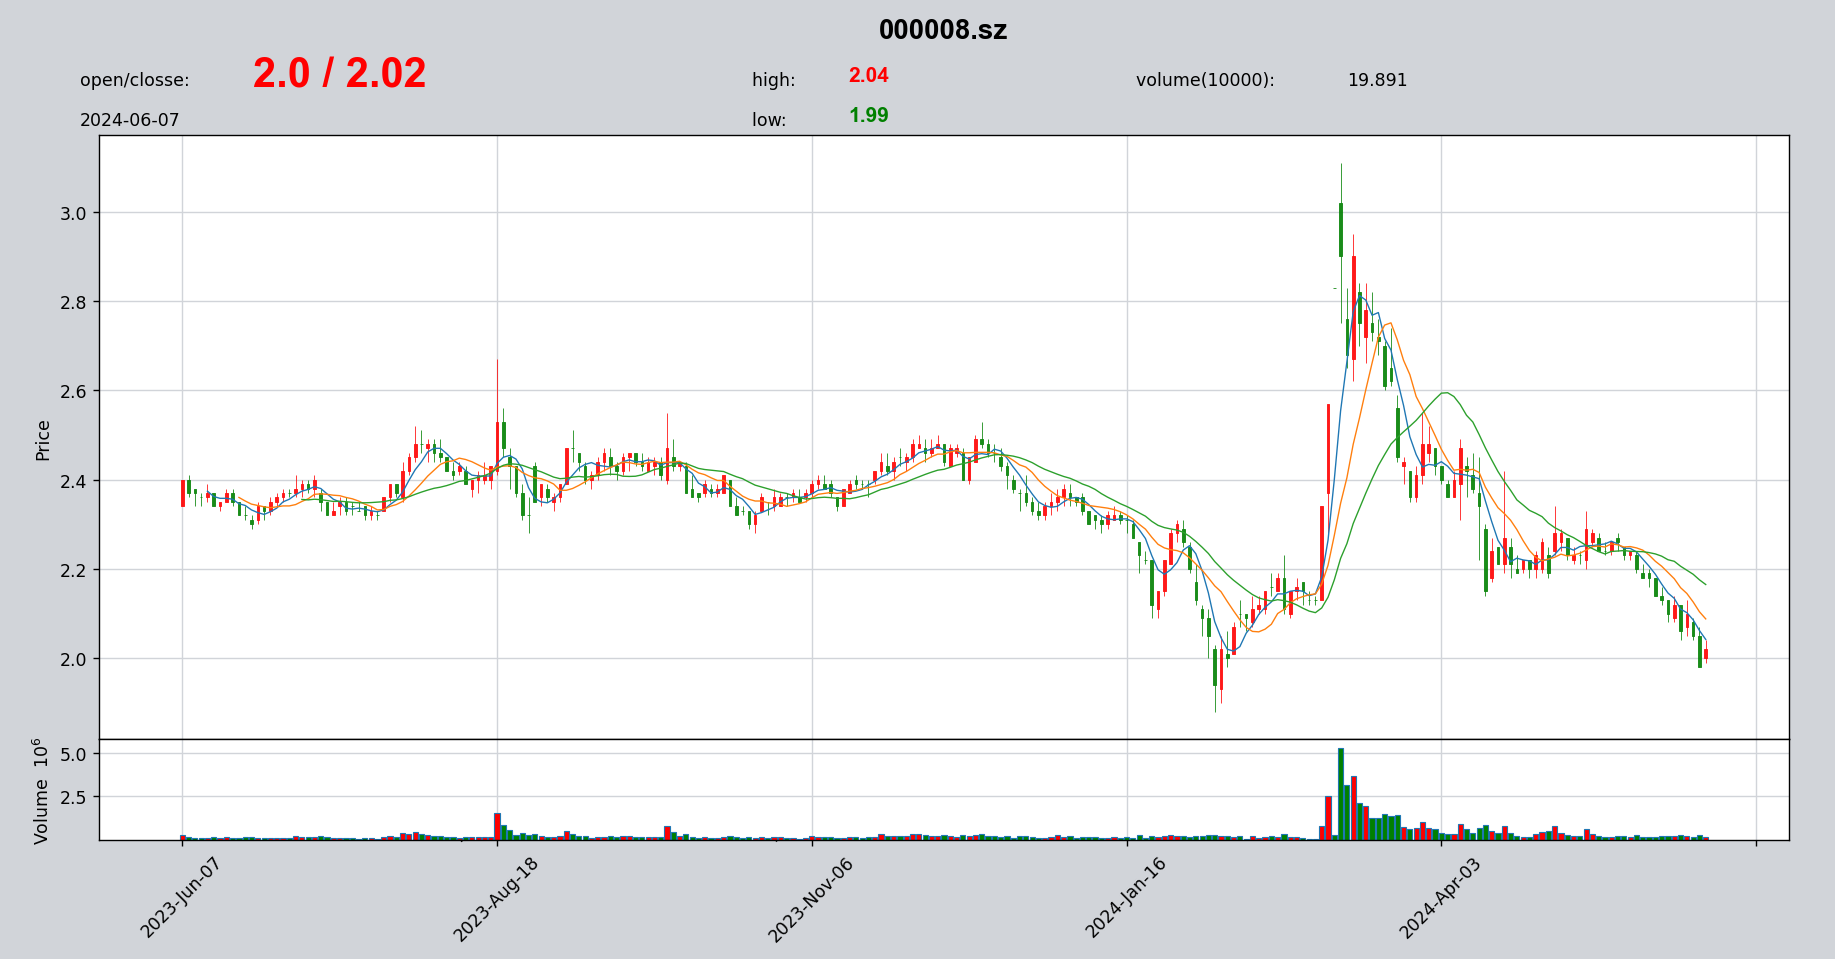 000008.sz
open/closse: 2.0 / 2.02 high: 2.04 volume(10000): 19.891
2024-06-07 low: 1.99
Price
3.0
2.8
2.6
2.4
2.2
2.0
Volume 10^6
5.0
2.5
2023-Jun-07 2023-Aug-18 2023-Nov-06 2024-Jan-16 2024-Apr-03